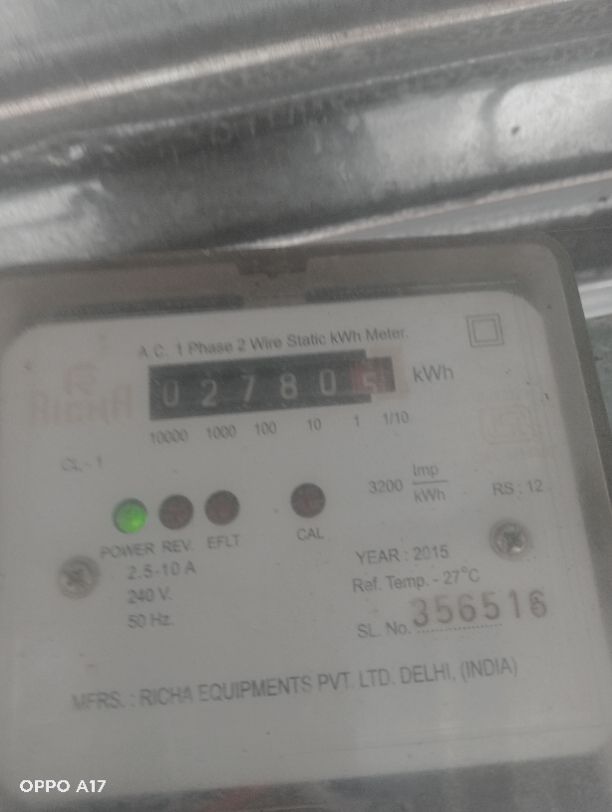 A.C. 1 Phase 2 Wire Static kWh Meter.
RICHA
0 2 7 8 0 5 kWh
10000 1000 100 10 1 1/10
CL - 1
3200 Imp/kWh RS : 12
POWER REV. EFLT CAL
2.5-10 A
240 V.
50 Hz.
YEAR : 2015
Ref. Temp. - 27°C
SL. No. 356516
MFRS. : RICHA EQUIPMENTS PVT. LTD. DELHI, (INDIA)
OPPO A17